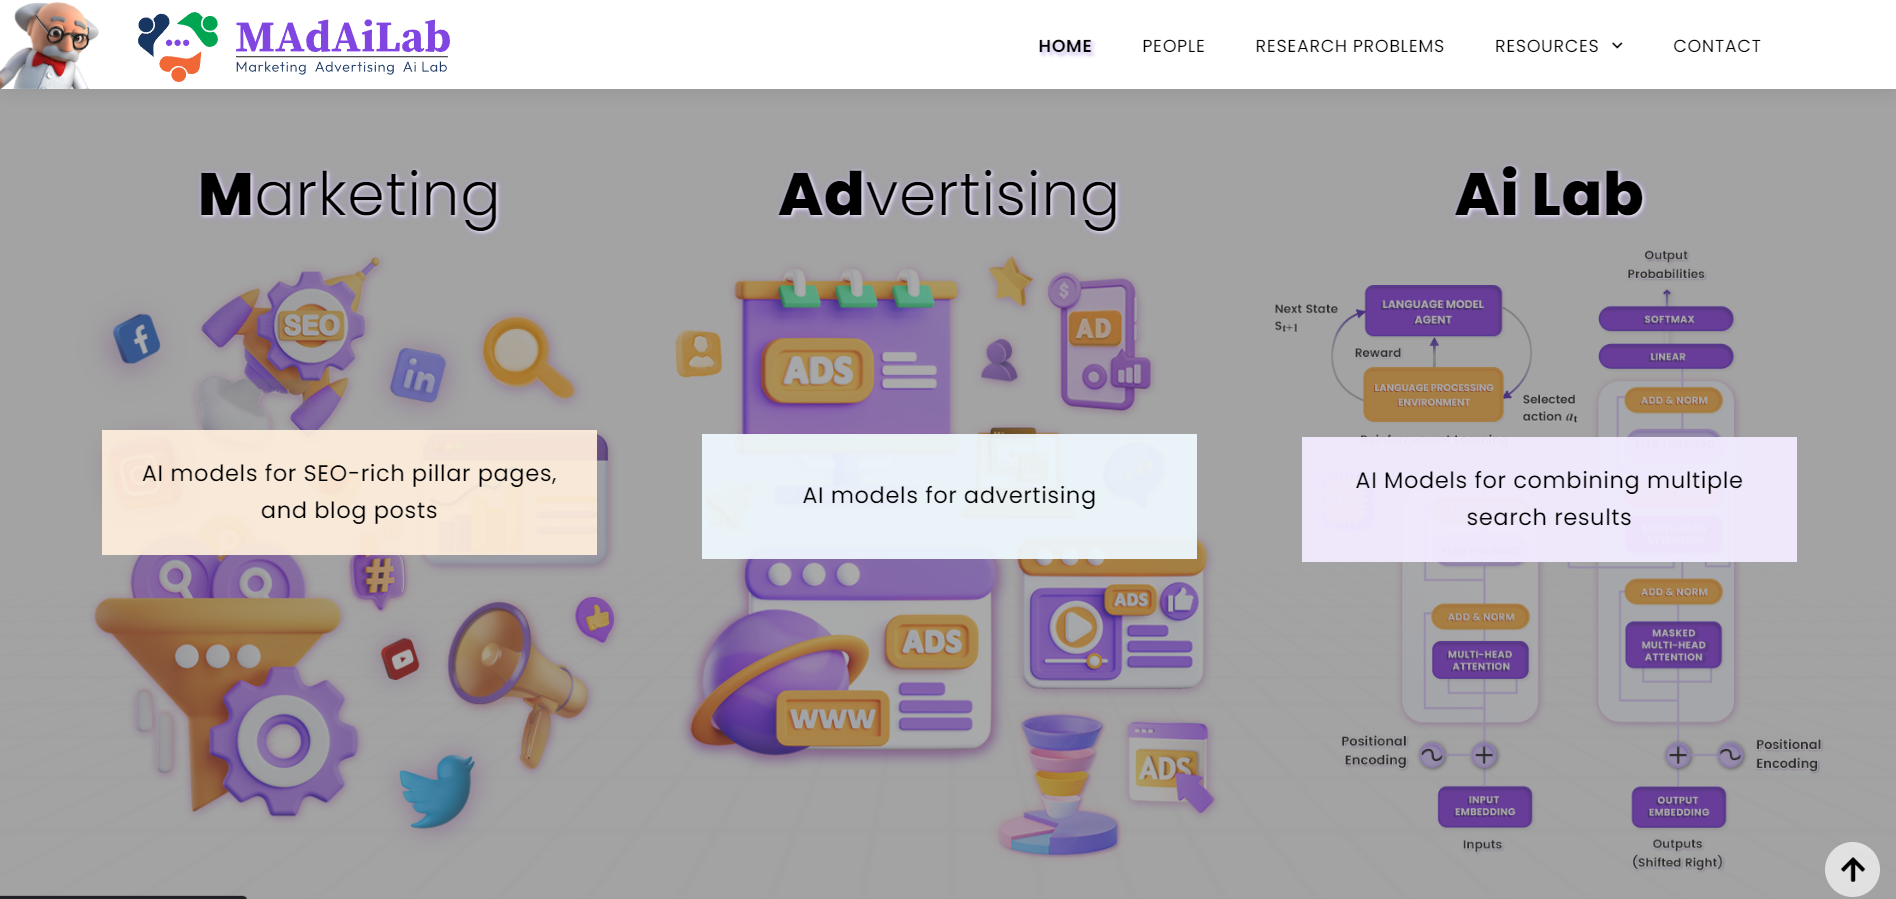 MAdAiLab
Marketing Advertising Ai Lab
HOME
PEOPLE
RESEARCH PROBLEMS
RESOURCES
CONTACT
Marketing
SEO
in
AI models for SEO-rich pillar pages,
and blog posts
#
Advertising
ADS
$
AD
AI models for advertising
ADS
WWW
ADS
ADS
Ai Lab
Output
Probabilities
SOFTMAX
LINEAR
ADD & NORM
Next State
S_{t+1}
LANGUAGE MODEL
AGENT
Reward
LANGUAGE PROCESSING
ENVIRONMENT
Selected
action a_t
AI Models for combining multiple
search results
ADD & NORM
MULTI-HEAD
ATTENTION
ADD & NORM
MASKED
MULTI-HEAD
ATTENTION
Positional
Encoding
+
+
Positional
Encoding
INPUT
EMBEDDING
OUTPUT
EMBEDDING
Inputs
Outputs
(Shifted Right)